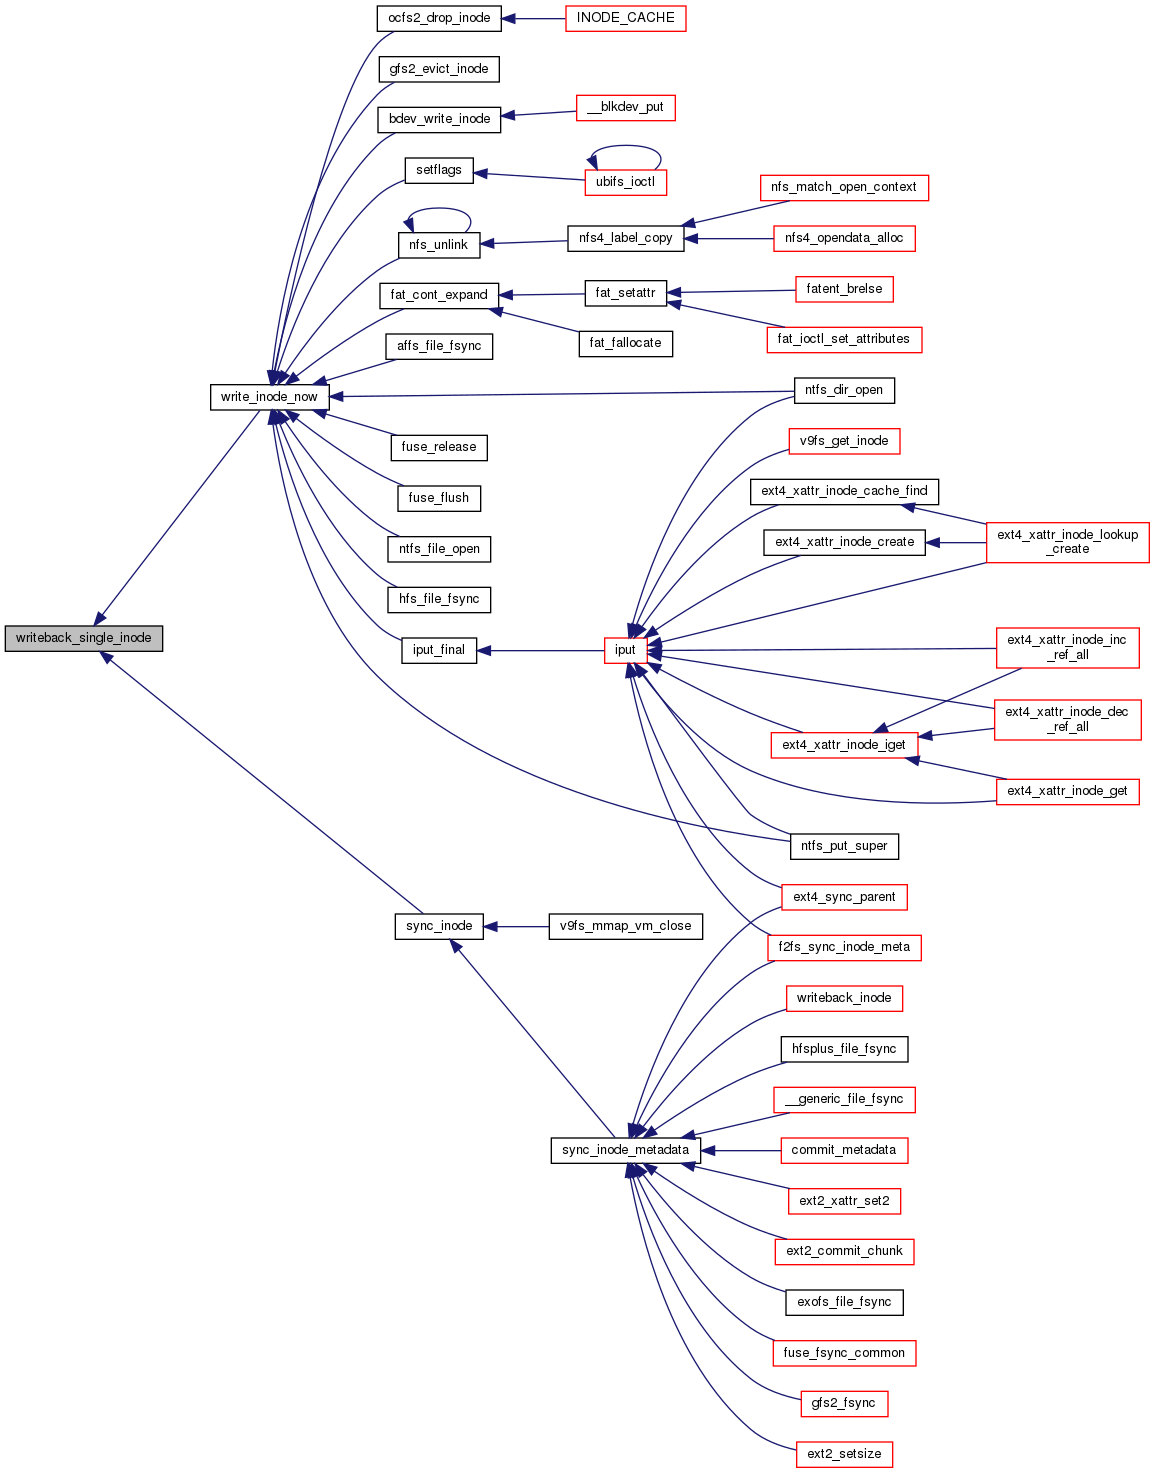 ocfs2_drop_inode
INODE_CACHE
gfs2_evict_inode
bdev_write_inode
__blkdev_put
setflags
ubifs_ioctl
nfs_match_open_context
nfs_unlink
nfs4_label_copy
nfs4_opendata_alloc
fat_cont_expand
fat_setattr
fatent_brelse
fat_ioctl_set_attributes
fat_fallocate
affs_file_fsync
write_inode_now
ntfs_dir_open
fuse_release
v9fs_get_inode
fuse_flush
ext4_xattr_inode_cache_find
ntfs_file_open
ext4_xattr_inode_create
ext4_xattr_inode_lookup
_create
hfs_file_fsync
writeback_single_inode
iput_final
iput
ext4_xattr_inode_inc
_ref_all
ext4_xattr_inode_dec
_ref_all
ext4_xattr_inode_iget
ext4_xattr_inode_get
ntfs_put_super
ext4_sync_parent
sync_inode
v9fs_mmap_vm_close
f2fs_sync_inode_meta
writeback_inode
hfsplus_file_fsync
__generic_file_fsync
sync_inode_metadata
commit_metadata
ext2_xattr_set2
ext2_commit_chunk
exofs_file_fsync
fuse_fsync_common
gfs2_fsync
ext2_setsize